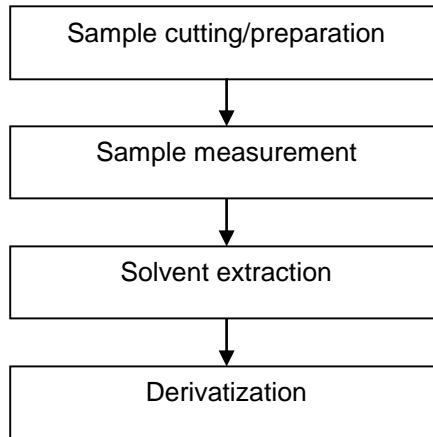 Sample cutting/preparation
Sample measurement
Solvent extraction
Derivatization